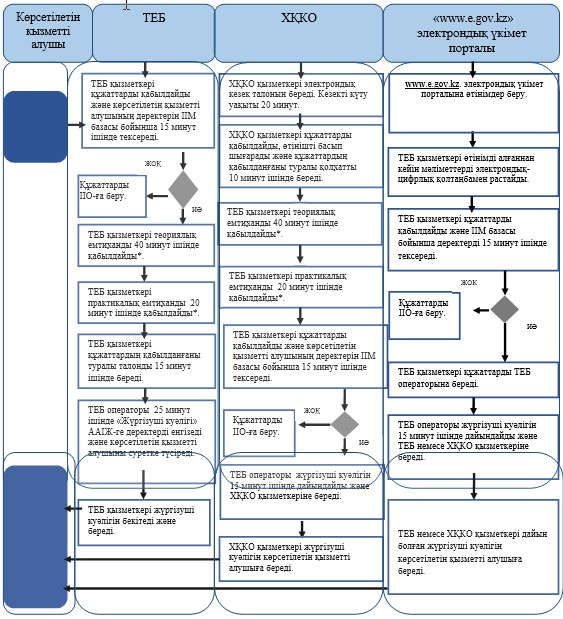 Көрсетілетін
қызметті
алушы
ТЕБ
ХҚКО
«www.e.gov.kz»
электрондық үкімет
порталы
ТЕБ қызметкері
құжаттарды қабылдайды
және көрсетілетін қызметті
алушының деректерін ІІМ
базасы бойынша 15 минут
ішінде тексереді.
жоқ
Құжаттарды
ІІО-ға беру.
иә
ТЕБ қызметкері теориялық
емтиханды 40 минут ішінде
қабылдайды*.
ТЕБ қызметкері
практикалық емтиханды 20
минут ішінде қабылдайды*.
ТЕБ қызметкері
құжаттардың қабылданғаны
туралы талонды 15 минут
ішінде береді.
ТЕБ операторы 25 минут
ішінде «Жүргізуші куәлігі»
ААІЖ-ге деректерді енгізеді
және көрсетілетін қызметті
алушыны суретке түсіреді.
ТЕБ қызметкері жүргізуші
куәлігін бекітеді және
береді.
ХҚКО қызметкері электрондық
кезек талонын береді. Кезекті күту
уақыты 20 минут.
ХҚКО қызметкері құжаттарды
қабылдайды, өтінішті басып
шығарады және құжаттардың
қабылданғаны туралы қолхатты
10 минут ішінде береді.
ТЕБ қызметкері теориялық
емтиханды 40 минут ішінде
қабылдайды*.
ТЕБ қызметкері практикалық
емтиханды 20 минут ішінде
қабылдайды*.
ТЕБ қызметкері құжаттарды
қабылдайды және көрсетілетін
қызметті алушының деректерін ІІМ
базасы бойынша 15 минут ішінде
тексереді.
жоқ
Құжаттарды
ІІО-ға беру.
иә
ТЕБ операторы жүргізуші куәлігін
15 минут ішінде дайындайды және
ХҚКО қызметкеріне береді.
ХҚКО қызметкері жүргізуші
куәлігін көрсетілетін қызметті
алушыға береді.
www.e.gov.kz. электрондық үкімет
порталына өтінімдер беру.
ТЕБ қызметкері өтінімді алғаннан
кейін мәліметтерді электрондық-
цифрлық қолтаңбамен растайды.
ТЕБ қызметкері құжаттарды
қабылдайды және ІІМ базасы
бойынша деректерді 15 минут ішінде
тексереді.
жоқ
Құжаттарды
ІІО-ға беру.
иә
ТЕБ қызметкері құжаттарды ТЕБ
операторына береді.
ТЕБ операторы жүргізуші куәлігін
15 минут ішінде дайындайды және
ТЕБ немесе ХҚКО қызметкеріне
береді.
ТЕБ немесе ХҚКО қызметкері дайын
болған жүргізуші куәлігін
көрсетілетін қызметті алушыға
береді.